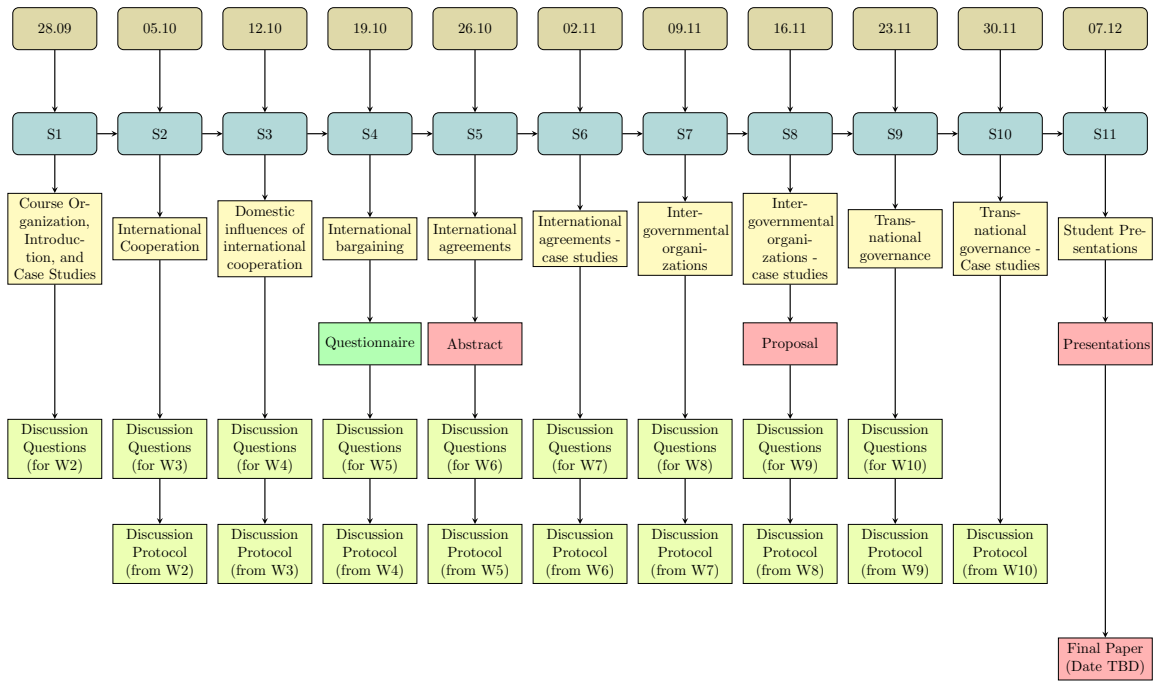 28.09
05.10
12.10
19.10
26.10
02.11
09.11
16.11
23.11
30.11
07.12
S1
S2
S3
S4
S5
S6
S7
S8
S9
S10
S11
Course Or-
ganization,
Introduc-
tion, and
Case Studies
International
Cooperation
Domestic
influences of
international
cooperation
International
bargaining
International
agreements
International
agreements -
case studies
Inter-
governmental
organi-
zations
Inter-
governmental
organi-
zations -
case studies
Trans-
national
governance
Trans-
national
governance -
Case studies
Student Pre-
sentations
Questionnaire
Abstract
Proposal
Presentations
Discussion
Questions
(for W2)
Discussion
Questions
(for W3)
Discussion
Questions
(for W4)
Discussion
Questions
(for W5)
Discussion
Questions
(for W6)
Discussion
Questions
(for W7)
Discussion
Questions
(for W8)
Discussion
Questions
(for W9)
Discussion
Questions
(for W10)
Discussion
Protocol
(from W2)
Discussion
Protocol
(from W3)
Discussion
Protocol
(from W4)
Discussion
Protocol
(from W5)
Discussion
Protocol
(from W6)
Discussion
Protocol
(from W7)
Discussion
Protocol
(from W8)
Discussion
Protocol
(from W9)
Discussion
Protocol
(from W10)
Final Paper
(Date TBD)